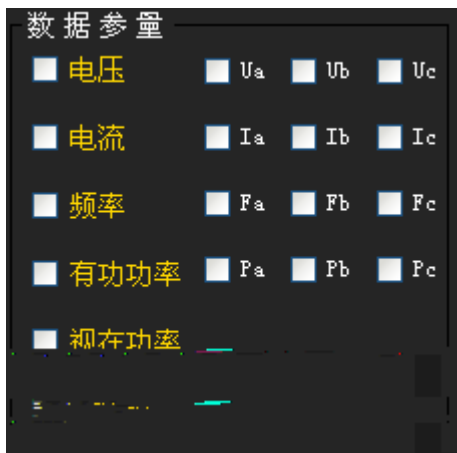 数据参量
电压 Ua Ub Uc
电流 Ia Ib Ic
频率 Fa Fb Fc
有功功率 Pa Pb Pc
视在功率